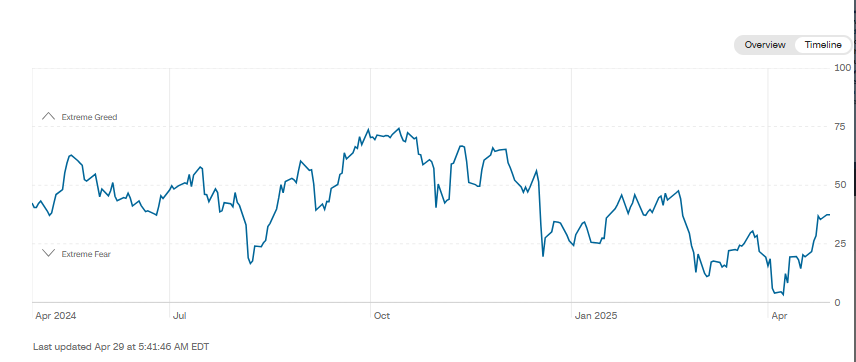 Overview Timeline
100
Extreme Greed
75
50
25
Extreme Fear
0
Apr 2024 Jul Oct Jan 2025 Apr
Last updated Apr 29 at 5:41:46 AM EDT